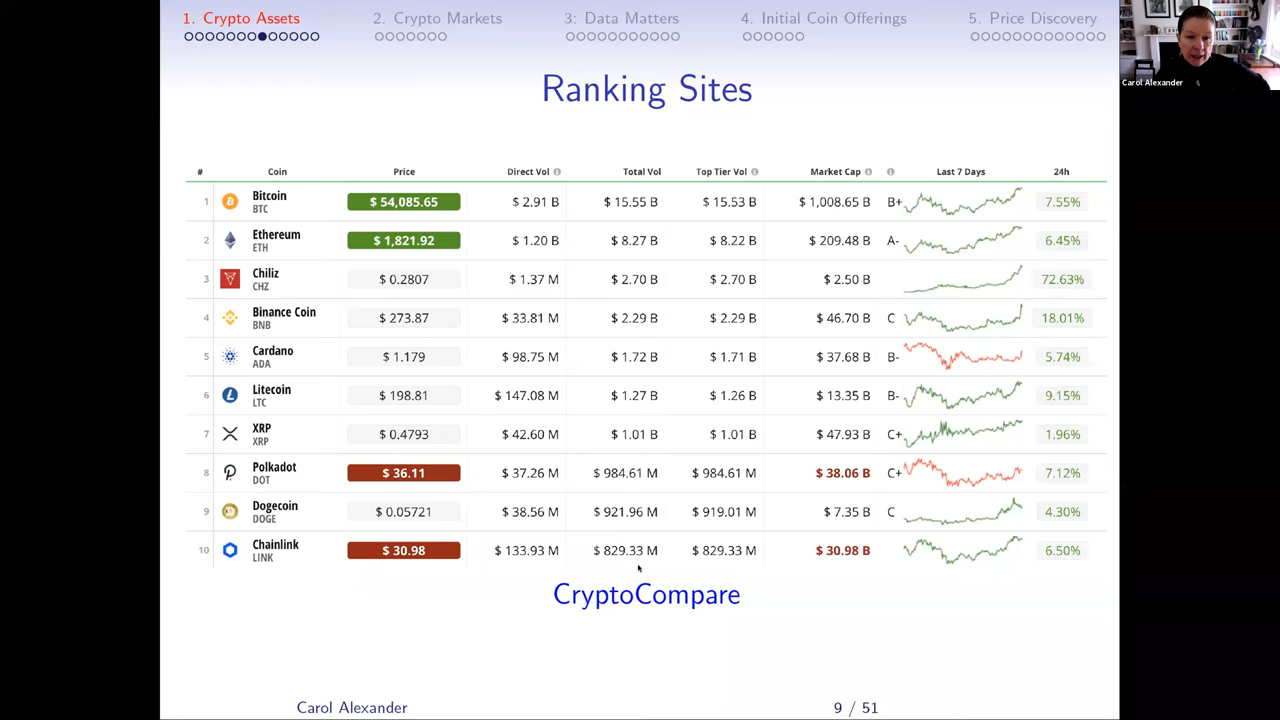 1. Crypto Assets 2. Crypto Markets 3: Data Matters 4. Initial Coin Offerings 5. Price Discovery
Carol Alexander
Ranking Sites
# Coin Price Direct Vol Total Vol Top Tier Vol Market Cap Last 7 Days 24h
1 Bitcoin BTC $ 54,085.65 $ 2.91 B $ 15.55 B $ 15.53 B $ 1,008.65 B B+ 7.55%
2 Ethereum ETH $ 1,821.92 $ 1.20 B $ 8.27 B $ 8.22 B $ 209.48 B A- 6.45%
3 Chiliz CHZ $ 0.2807 $ 1.37 M $ 2.70 B $ 2.70 B $ 2.50 B 72.63%
4 Binance Coin BNB $ 273.87 $ 33.81 M $ 2.29 B $ 2.29 B $ 46.70 B C 18.01%
5 Cardano ADA $ 1.179 $ 98.75 M $ 1.72 B $ 1.71 B $ 37.68 B B- 5.74%
6 Litecoin LTC $ 198.81 $ 147.08 M $ 1.27 B $ 1.26 B $ 13.35 B B- 9.15%
7 XRP XRP $ 0.4793 $ 42.60 M $ 1.01 B $ 1.01 B $ 47.93 B C+ 1.96%
8 Polkadot DOT $ 36.11 $ 37.26 M $ 984.61 M $ 984.61 M $ 38.06 B C+ 7.12%
9 Dogecoin DOGE $ 0.05721 $ 38.56 M $ 921.96 M $ 919.01 M $ 7.35 B C 4.30%
10 Chainlink LINK $ 30.98 $ 133.93 M $ 829.33 M $ 829.33 M $ 30.98 B 6.50%
CryptoCompare
Carol Alexander 9 / 51